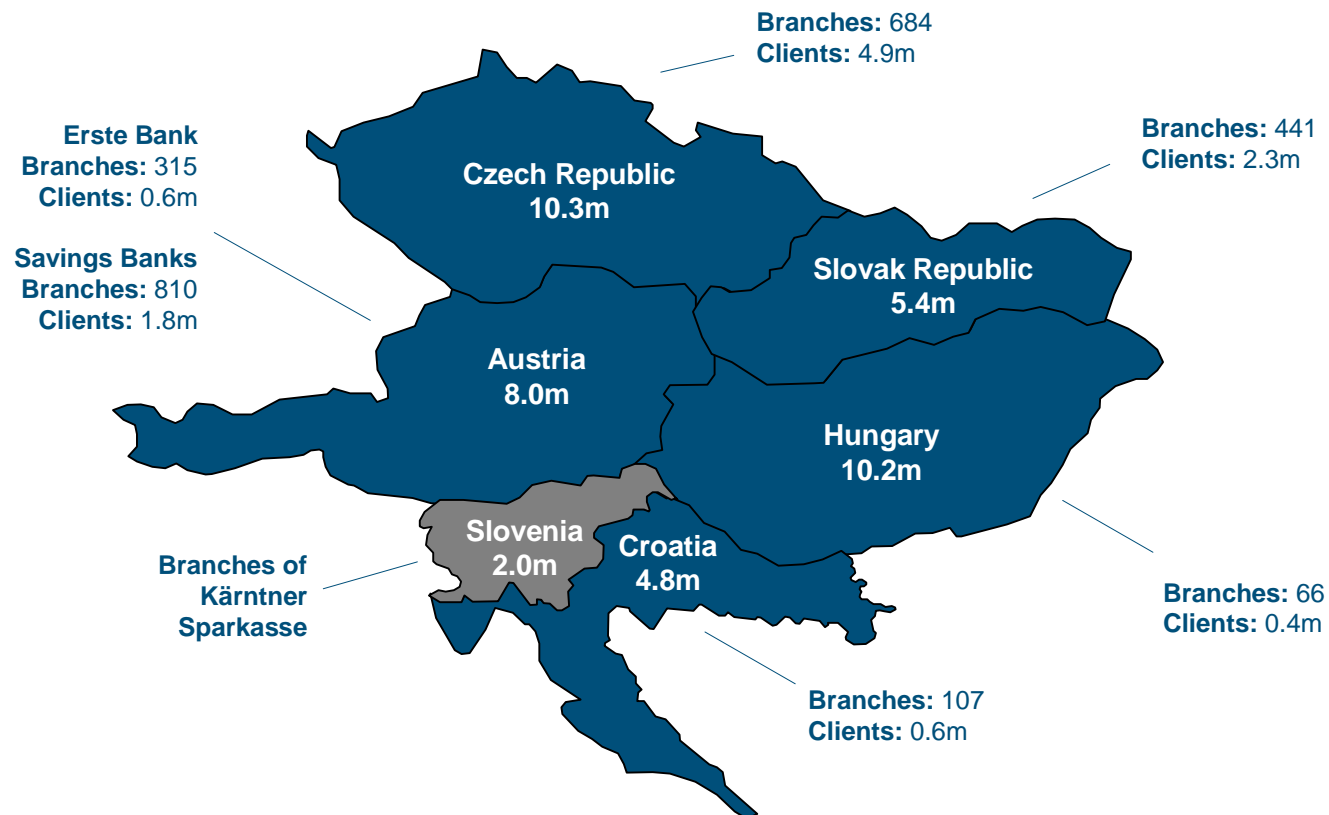 Branches: 684
Clients: 4.9m
Erste Bank
Branches: 315
Clients: 0.6m
Branches: 441
Clients: 2.3m
Czech Republic
10.3m
Savings Banks
Branches: 810
Clients: 1.8m
Slovak Republic
5.4m
Austria
8.0m
Hungary
10.2m
Slovenia
2.0m
Croatia
4.8m
Branches of
Kärntner
Sparkasse
Branches: 66
Clients: 0.4m
Branches: 107
Clients: 0.6m